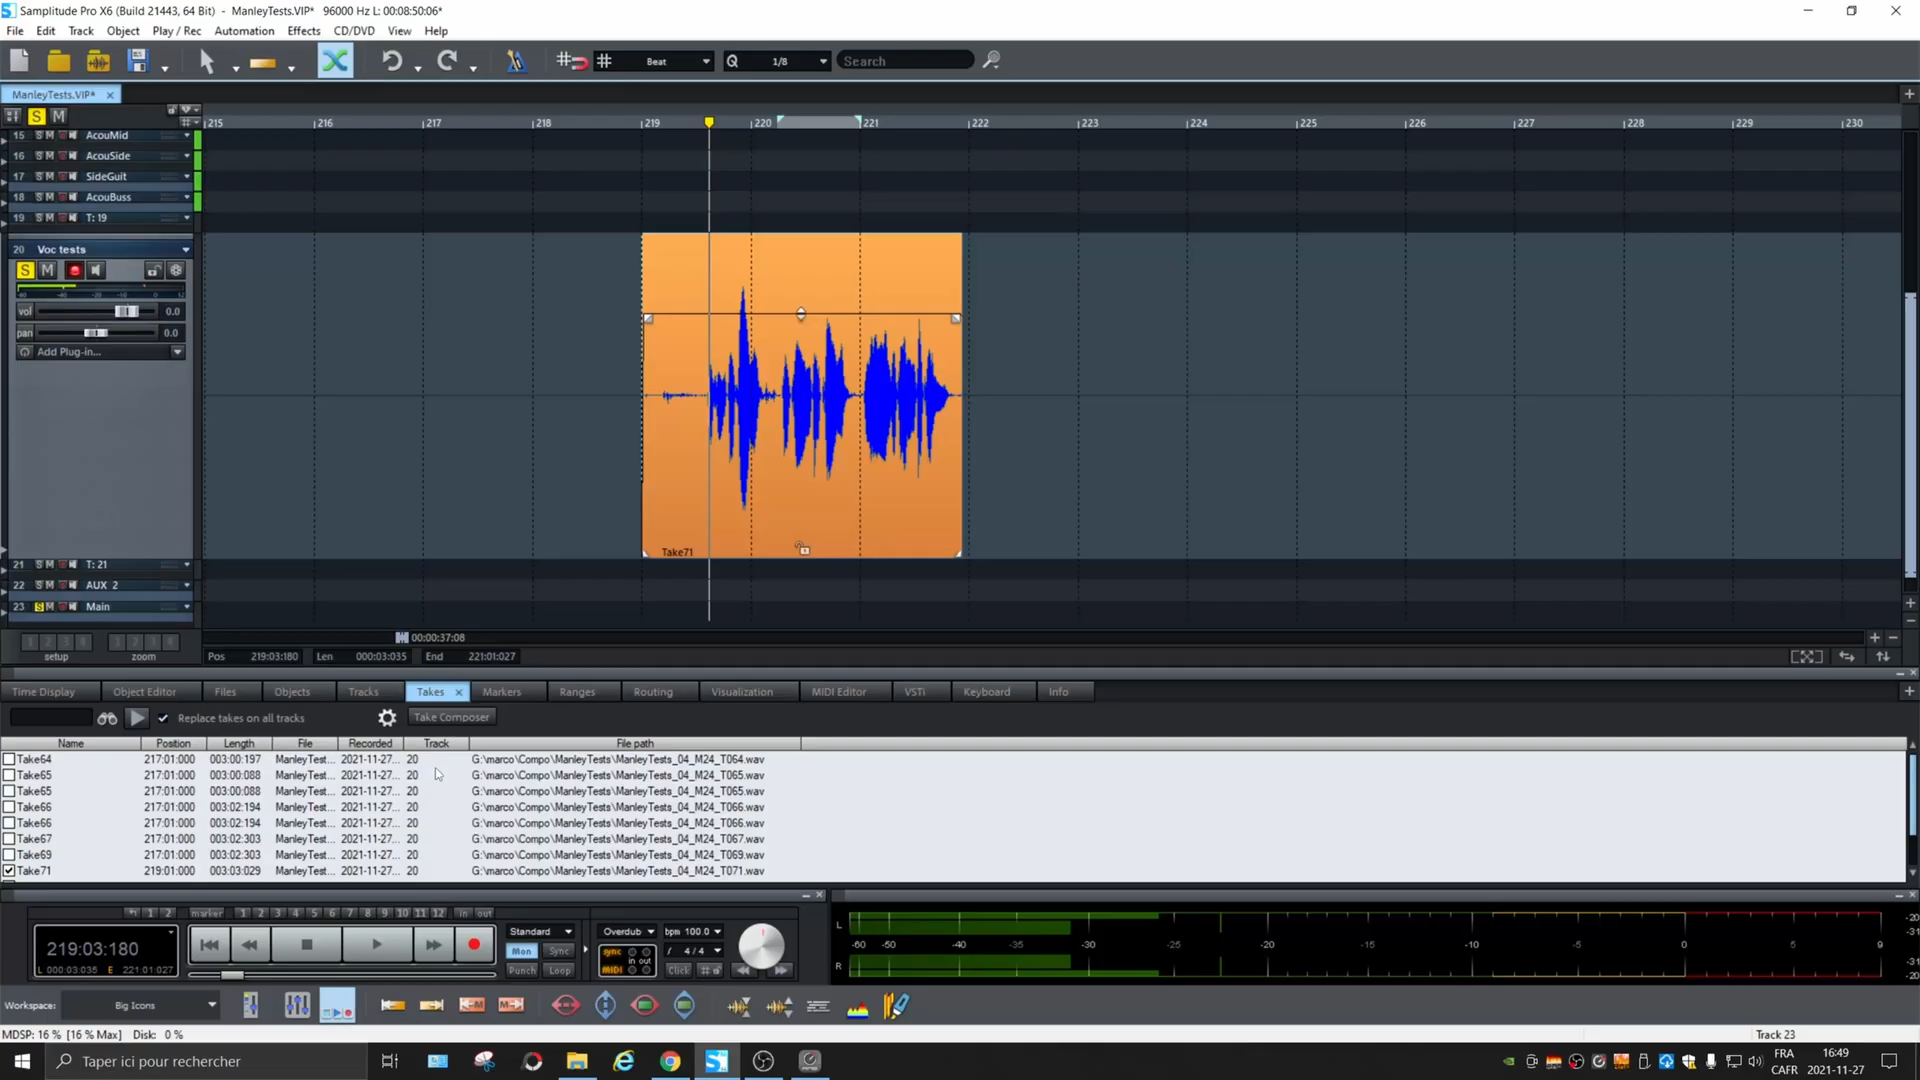 Samplitude Pro X6 (Build 21443, 64 Bit) - ManleyTests.VIP* 96000 Hz L: 00:08:50:06*
File Edit Track Object Play / Rec Automation Effects CD/DVD View Help
Beat Q 1/8 Search
ManleyTests.VIP*
S M
215 216 217 218 219 220 221 222 223 224 225 226 227 228 229 230
15 S M AcouMid
16 S M AcouSide
17 S M SideGuit
18 S M AcouBuss
19 S M T: 19
20 Voc tests
S M
vol 0.0
pan 0.0
Add Plug-in...
Take71
21 S M T: 21
22 S M AUX 2
23 S M Main
00:00:37:08
1 2 3 4 1 2 3 4
setup zoom Pos 219:03:180 Len 000:03:035 End 221:01:027
Time Display Object Editor Files Objects Tracks Takes Markers Ranges Routing Visualization MIDI Editor VSTi Keyboard Info
Replace takes on all tracks Take Composer
Name Position Length File Recorded Track File path
Take64 217:01:000 003:00:197 ManleyTest... 2021-11-27... 20 G:\marco\Compo\ManleyTests\ManleyTests_04_M24_T064.wav
Take65 217:01:000 003:00:088 ManleyTest... 2021-11-27... 20 G:\marco\Compo\ManleyTests\ManleyTests_04_M24_T065.wav
Take65 217:01:000 003:00:088 ManleyTest... 2021-11-27... 20 G:\marco\Compo\ManleyTests\ManleyTests_04_M24_T065.wav
Take66 217:01:000 003:02:194 ManleyTest... 2021-11-27... 20 G:\marco\Compo\ManleyTests\ManleyTests_04_M24_T066.wav
Take66 217:01:000 003:02:194 ManleyTest... 2021-11-27... 20 G:\marco\Compo\ManleyTests\ManleyTests_04_M24_T066.wav
Take67 217:01:000 003:02:303 ManleyTest... 2021-11-27... 20 G:\marco\Compo\ManleyTests\ManleyTests_04_M24_T067.wav
Take69 217:01:000 003:02:303 ManleyTest... 2021-11-27... 20 G:\marco\Compo\ManleyTests\ManleyTests_04_M24_T069.wav
Take71 219:01:000 003:03:029 ManleyTest... 2021-11-27... 20 G:\marco\Compo\ManleyTests\ManleyTests_04_M24_T071.wav
1 2 marker 1 2 3 4 5 6 7 8 9 10 11 12 in out
Standard Overdub bpm 100.0
219:03:180 Mon Sync sync in out MIDI / 4/4
L 000:03:035 E 221:01:027 Punch Loop Click
L
-60 -50 -40 -35 -30 -25 -20 -15 -10 -5 0 5 9
R
Workspace: Big Icons
MDSP: 16 % [16 % Max] Disk: 0 % Track 23
Taper ici pour rechercher
FRA
CAFR
16:49
2021-11-27